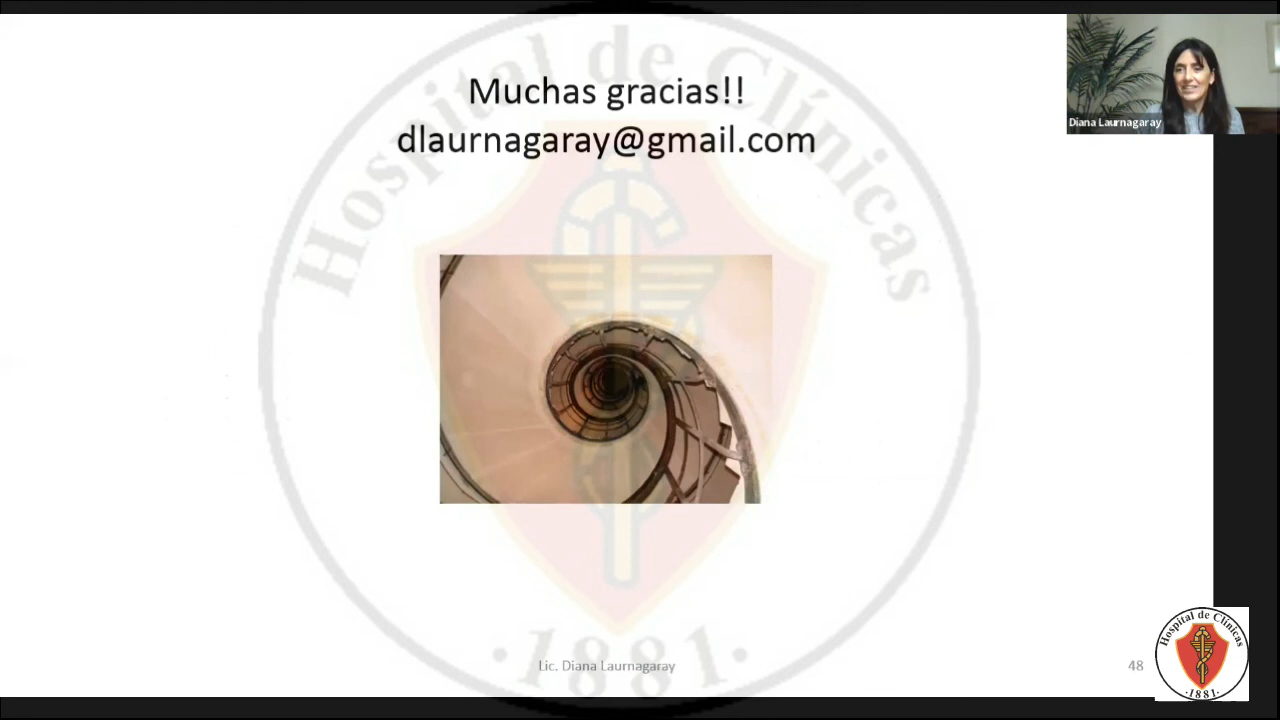 Hospital de Clínicas
Muchas gracias!!
dlaurnagaray@gmail.com
Diana Laurnagaray
·1881·
Lic. Diana Laurnagaray
48
Hospital de Clínicas
·1881·